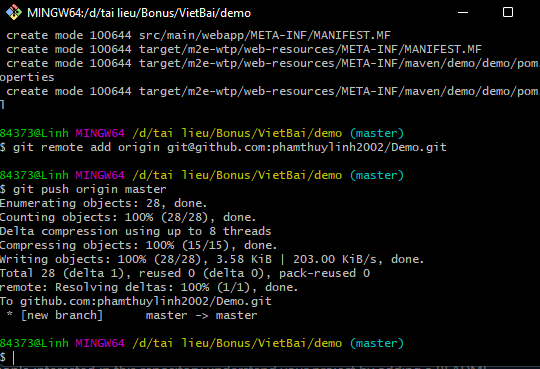 MINGW64:/d/tai lieu/Bonus/VietBai/demo
create mode 100644 src/main/webapp/META-INF/MANIFEST.MF
create mode 100644 target/m2e-wtp/web-resources/META-INF/MANIFEST.MF
create mode 100644 target/m2e-wtp/web-resources/META-INF/maven/demo/demo/pom.
operties
create mode 100644 target/m2e-wtp/web-resources/META-INF/maven/demo/demo/pom.
l
84373@Linh MINGW64 /d/tai lieu/Bonus/VietBai/demo (master)
$ git remote add origin git@github.com:phamthuylinh2002/Demo.git
84373@Linh MINGW64 /d/tai lieu/Bonus/VietBai/demo (master)
$ git push origin master
Enumerating objects: 28, done.
Counting objects: 100% (28/28), done.
Delta compression using up to 8 threads
Compressing objects: 100% (15/15), done.
Writing objects: 100% (28/28), 3.58 KiB | 203.00 KiB/s, done.
Total 28 (delta 1), reused 0 (delta 0), pack-reused 0
remote: Resolving deltas: 100% (1/1), done.
To github.com:phamthuylinh2002/Demo.git
* [new branch] master -> master
84373@Linh MINGW64 /d/tai lieu/Bonus/VietBai/demo (master)
$